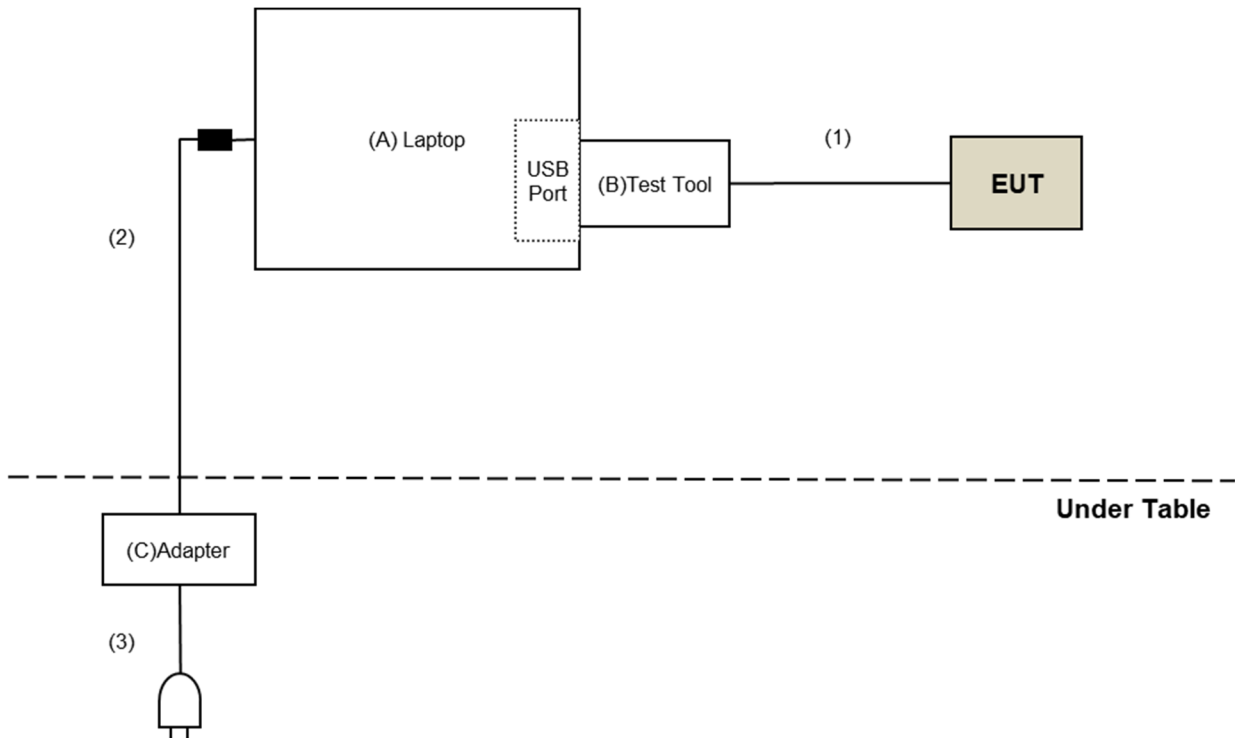 (A) Laptop
USB
Port
(B)Test Tool
(1)
EUT
(2)
Under Table
(C)Adapter
(3)